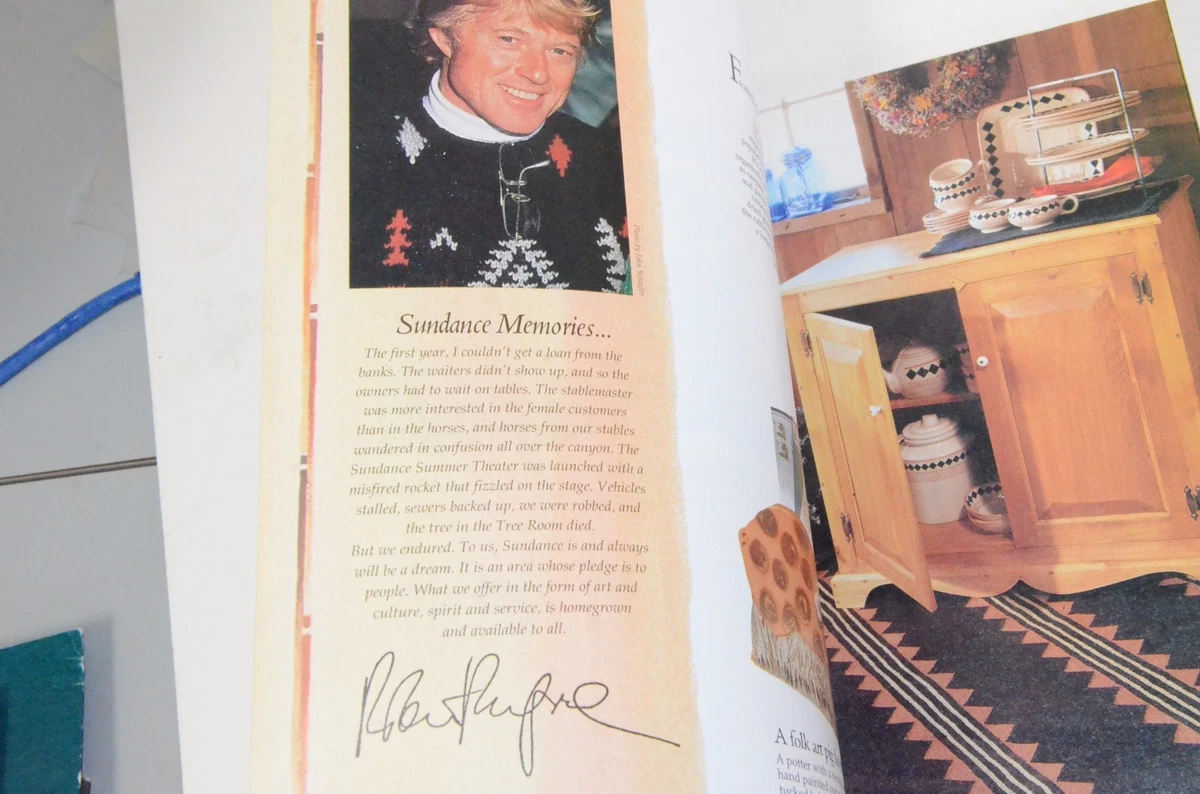 Photo by John Schaefer
Sundance Memories...
The first year, I couldn't get a loan from the
banks. The waiters didn't show up, and so the
owners had to wait on tables. The stablemaster
was more interested in the female customers
than in the horses, and horses from our stables
wandered in confusion all over the canyon. The
Sundance Summer Theater was launched with a
misfired rocket that fizzled on the stage. Vehicles
stalled, sewers backed up, we were robbed, and
the tree in the Tree Room died.
But we endured. To us, Sundance is and always
will be a dream. It is an area whose pledge is to
people. What we offer in the form of art and
culture, spirit and service, is homegrown
and available to all.
Robert Redford
A folk art
A potter with
hand painted